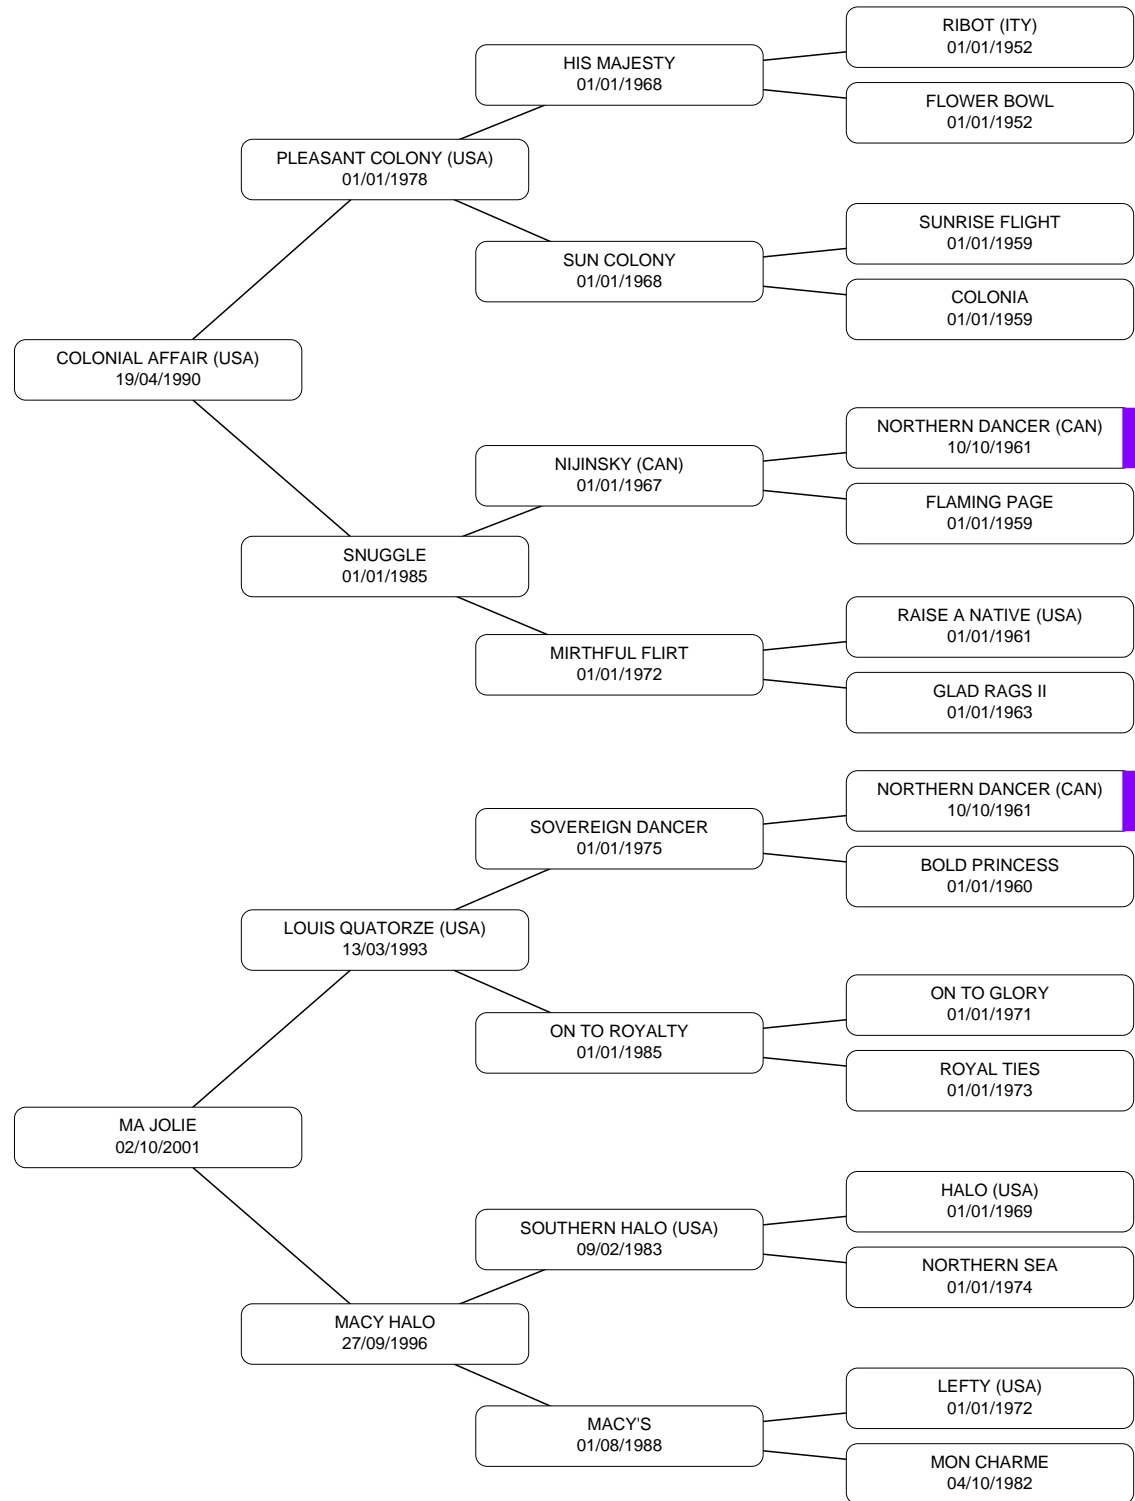 RIBOT (ITY)
01/01/1952
HIS MAJESTY
01/01/1968
FLOWER BOWL
01/01/1952
PLEASANT COLONY (USA)
01/01/1978
SUNRISE FLIGHT
01/01/1959
SUN COLONY
01/01/1968
COLONIA
01/01/1959
COLONIAL AFFAIR (USA)
19/04/1990
NORTHERN DANCER (CAN)
10/10/1961
NIJINSKY (CAN)
01/01/1967
FLAMING PAGE
01/01/1959
SNUGGLE
01/01/1985
RAISE A NATIVE (USA)
01/01/1961
MIRTHFUL FLIRT
01/01/1972
GLAD RAGS II
01/01/1963
NORTHERN DANCER (CAN)
10/10/1961
SOVEREIGN DANCER
01/01/1975
BOLD PRINCESS
01/01/1960
LOUIS QUATORZE (USA)
13/03/1993
ON TO GLORY
01/01/1971
ON TO ROYALTY
01/01/1985
ROYAL TIES
01/01/1973
MA JOLIE
02/10/2001
HALO (USA)
01/01/1969
SOUTHERN HALO (USA)
09/02/1983
NORTHERN SEA
01/01/1974
MACY HALO
27/09/1996
LEFTY (USA)
01/01/1972
MACY'S
01/08/1988
MON CHARME
04/10/1982